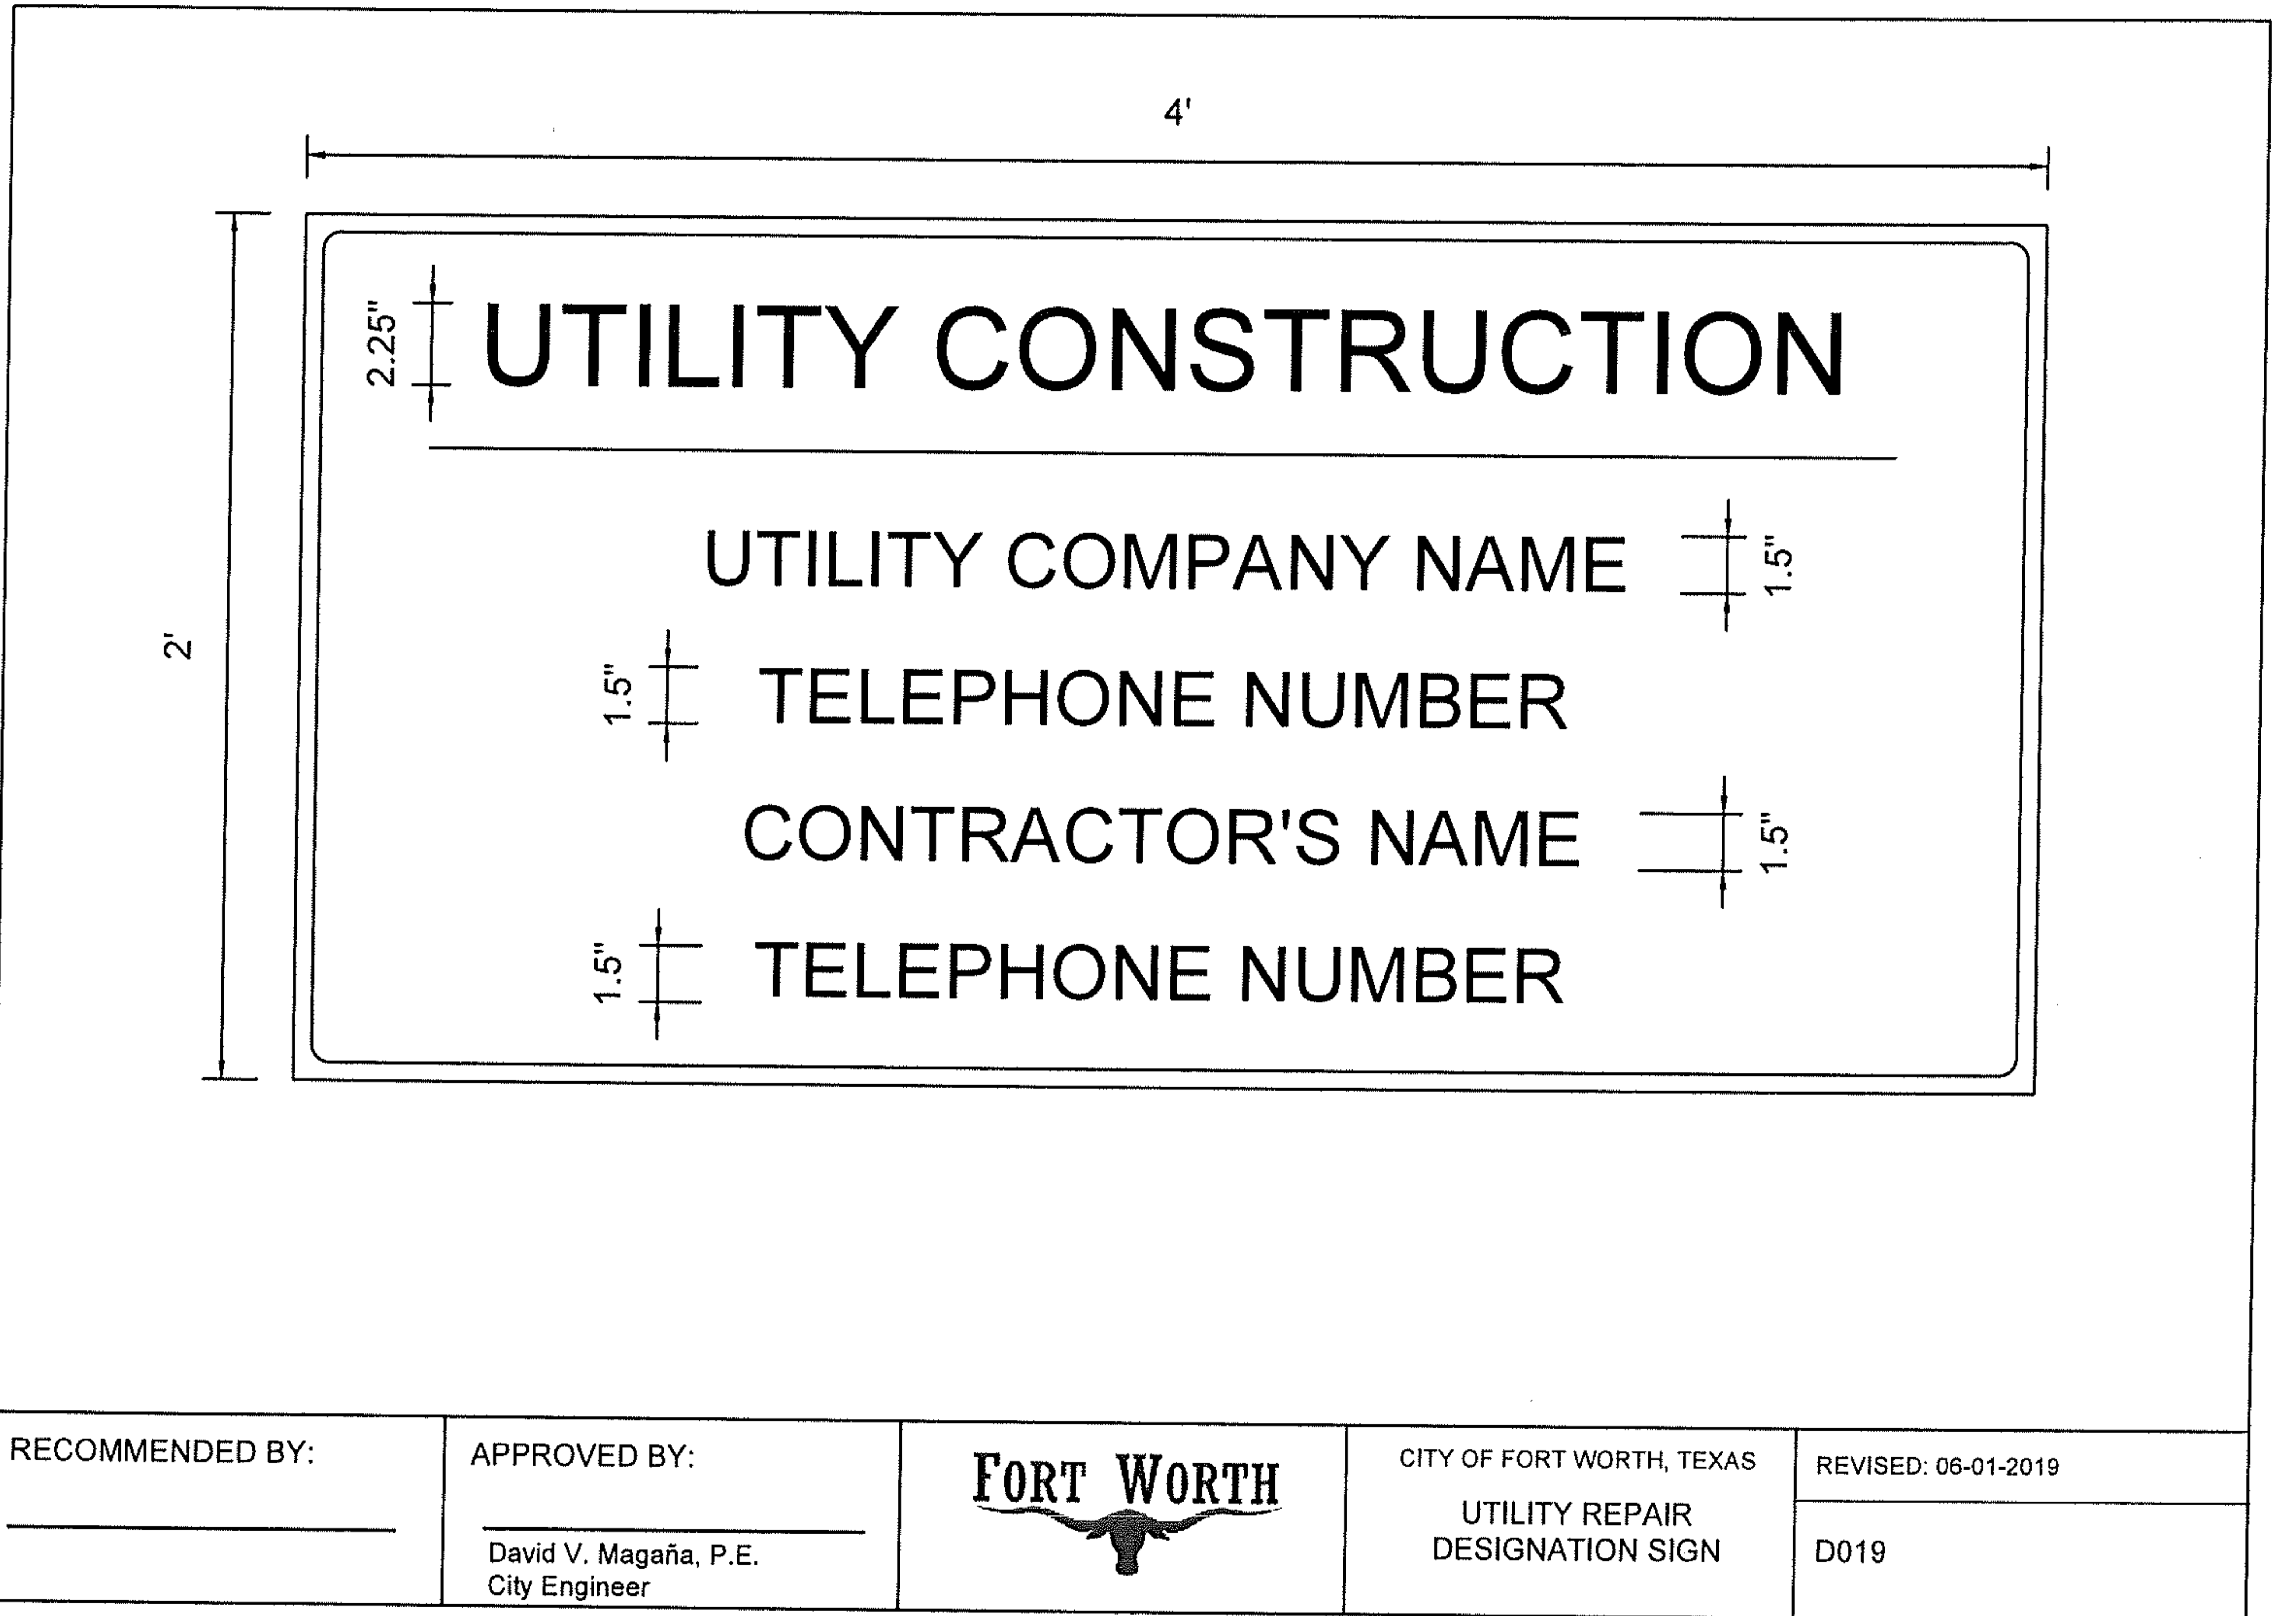 4'
2.25"
UTILITY CONSTRUCTION
UTILITY COMPANY NAME
1.5"
2'
1.5"
TELEPHONE NUMBER
CONTRACTOR'S NAME
1.5"
1.5"
TELEPHONE NUMBER
RECOMMENDED BY:
APPROVED BY:
David V. Magaña, P.E.
City Engineer
FORT WORTH
CITY OF FORT WORTH, TEXAS
UTILITY REPAIR
DESIGNATION SIGN
REVISED: 06-01-2019
D019